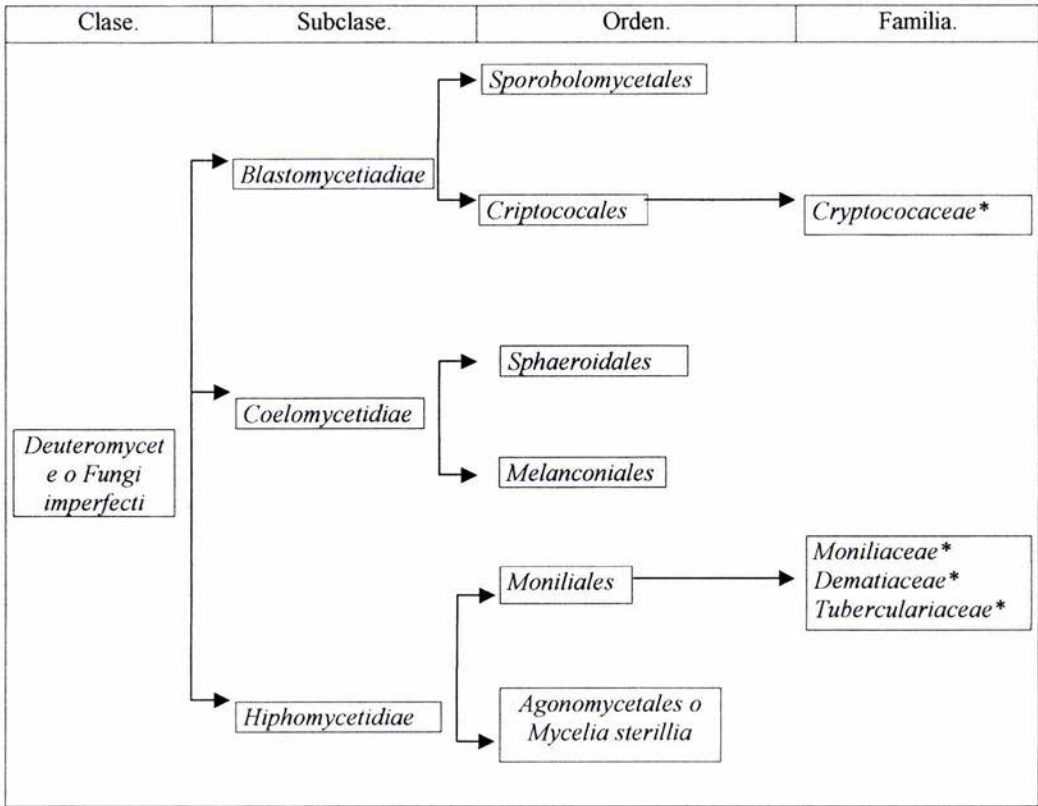 Clase. Subclase. Orden. Familia.
Sporobolomycetales
Blastomycetiadiae
Criptococales
Cryptococaceae*
Sphaeroidales
Coelomycetidiae
Deuteromycet
e o Fungi
imperfecti
Melanconiales
Moniliales
Moniliaceae*
Dematiaceae*
Tuberculariaceae*
Hiphomycetidiae
Agonomycetales o
Mycelia sterillia